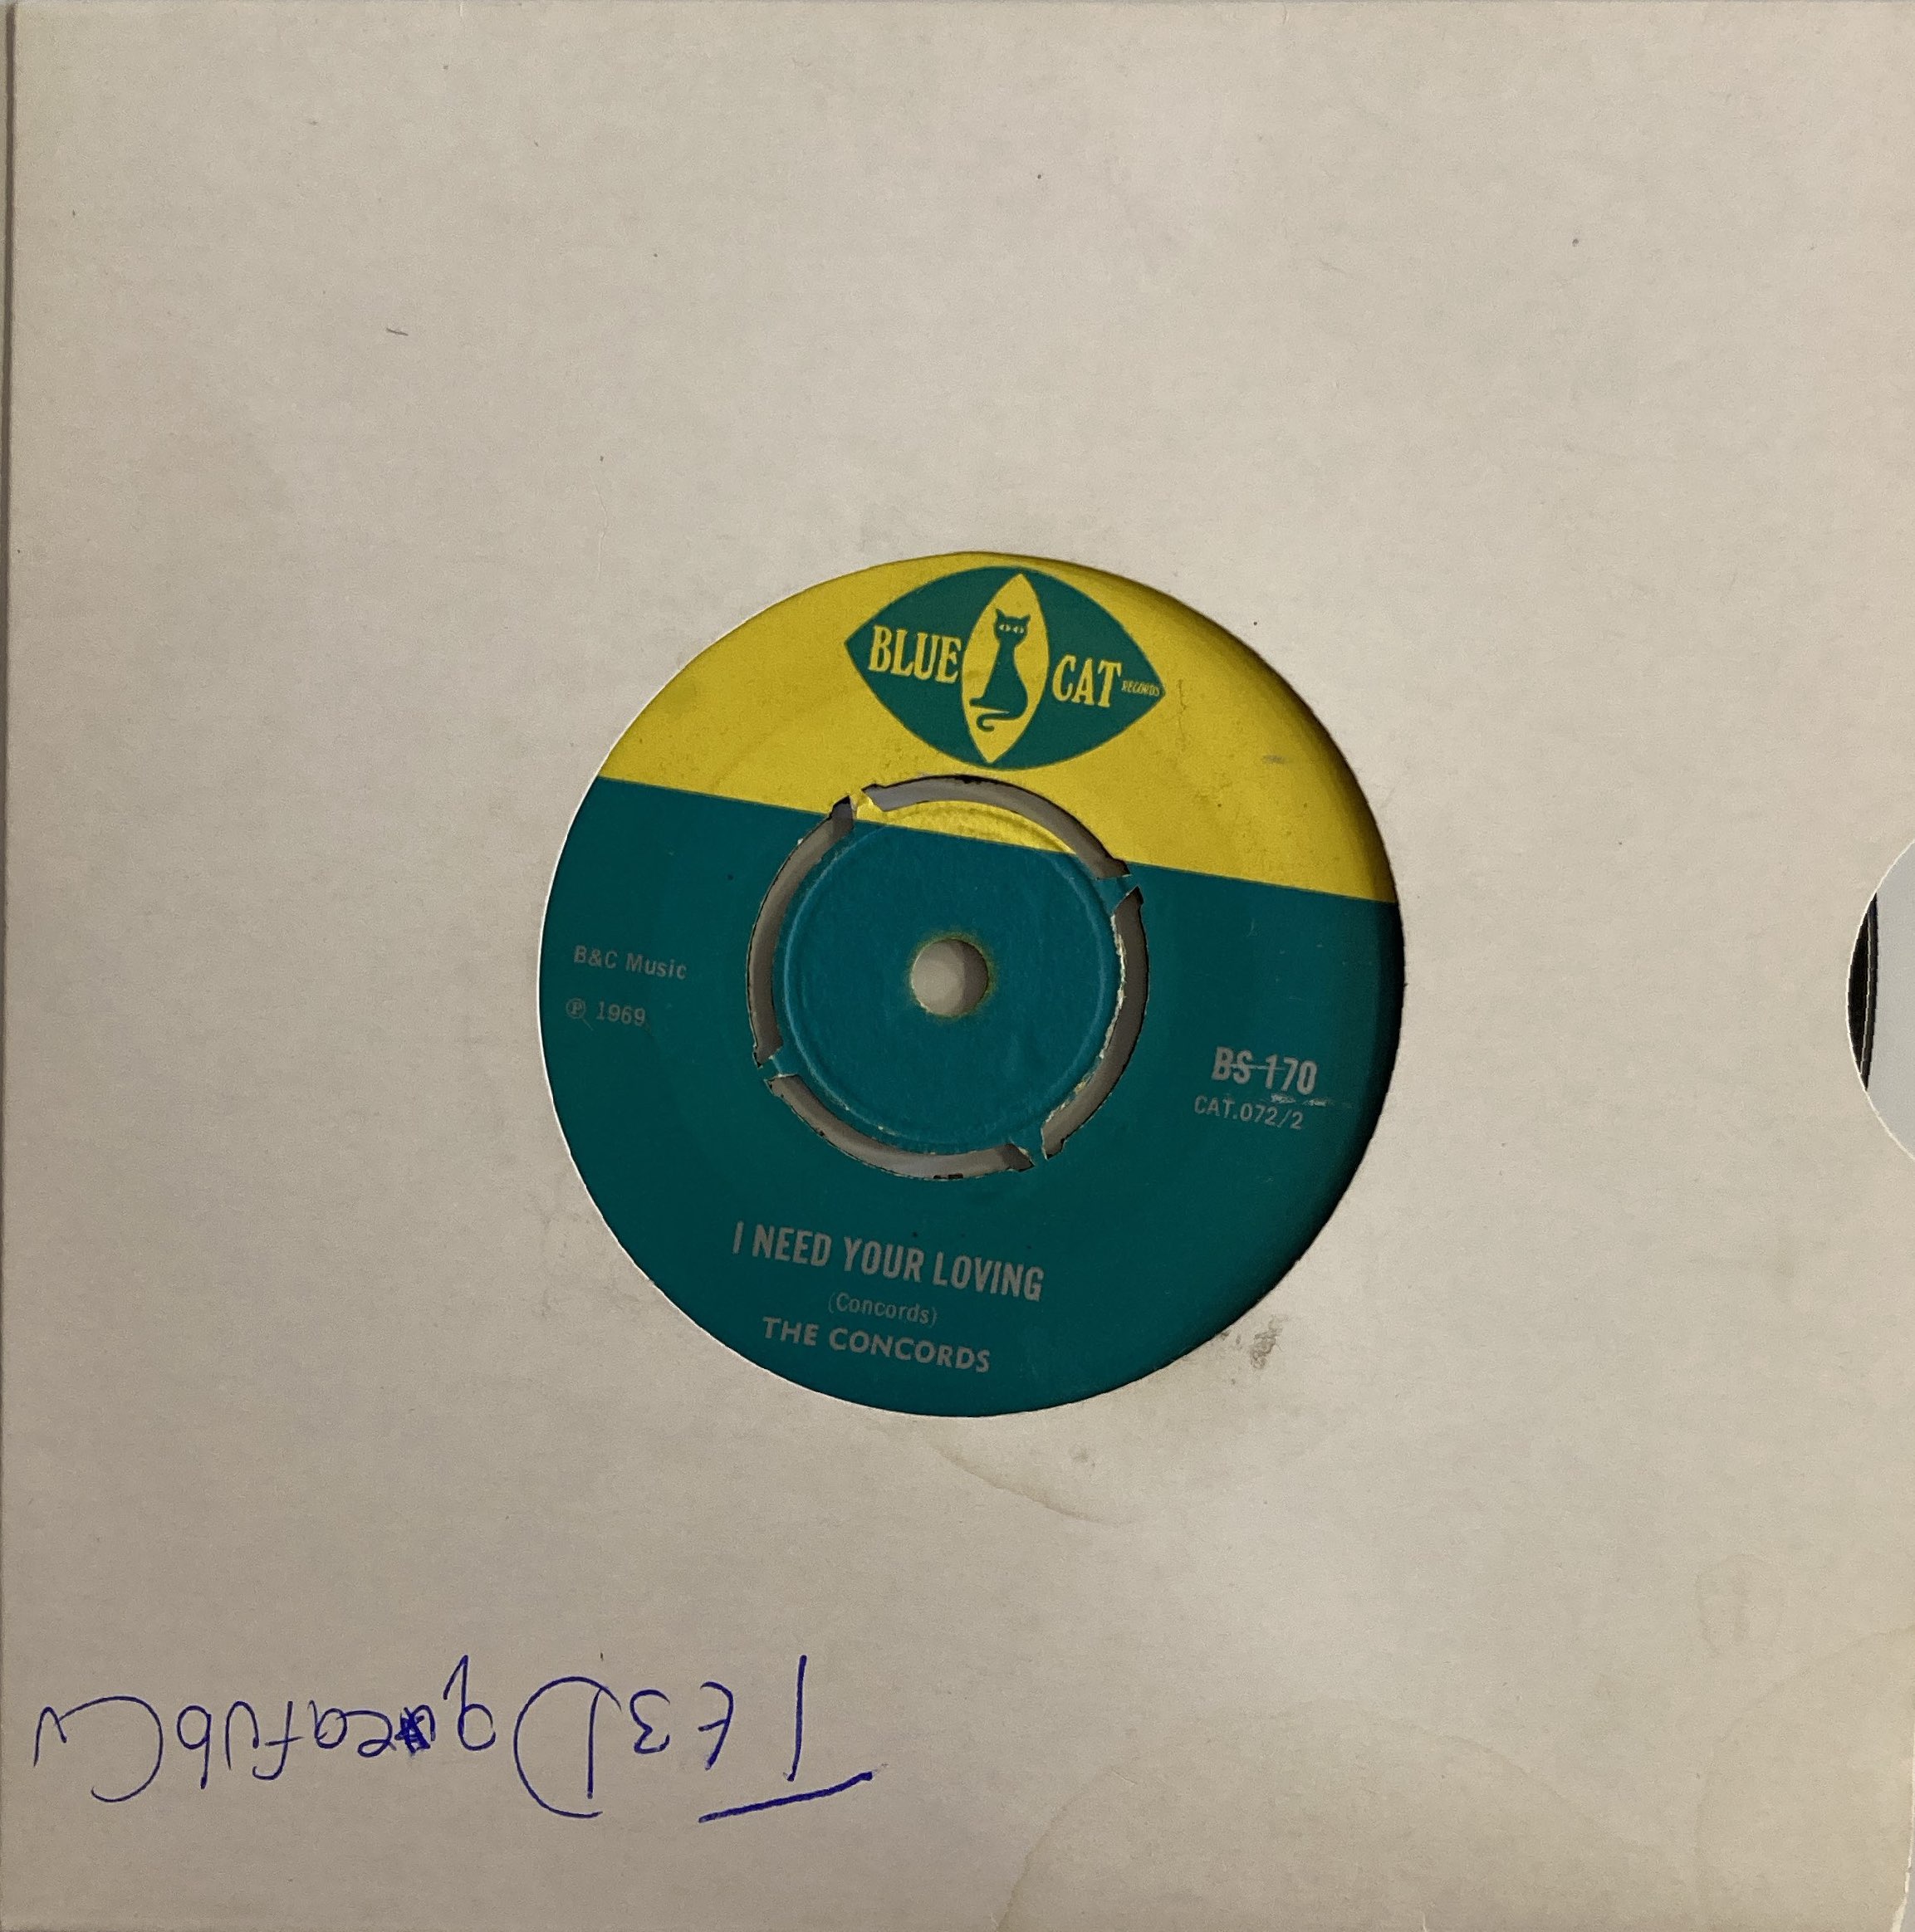 BLUE CAT RECORDS
B&C Music
Ⓟ 1969
BS 170
CAT.072/2
I NEED YOUR LOVING
(Concords)
THE CONCORDS